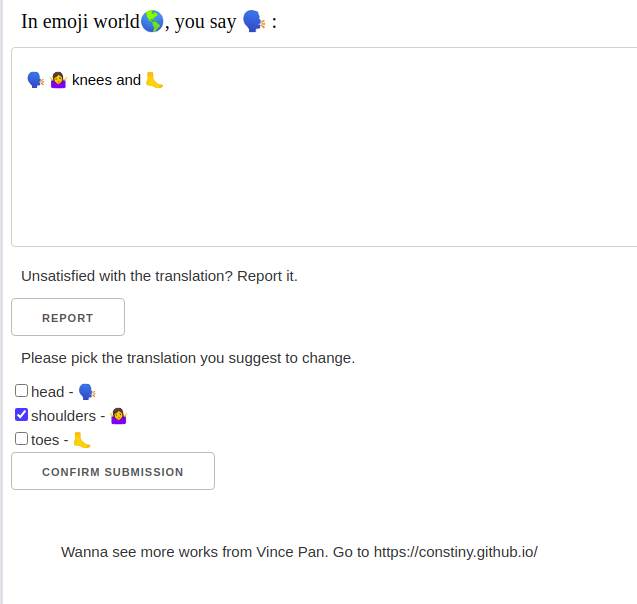 In emoji world🌎, you say 🗣️ :
🗣️ 🤷‍♀️ knees and 🦶
Unsatisfied with the translation? Report it.
REPORT
Please pick the translation you suggest to change.
head - 🗣️
shoulders - 🤷‍♀️
toes - 🦶
CONFIRM SUBMISSION
Wanna see more works from Vince Pan. Go to https://constiny.github.io/